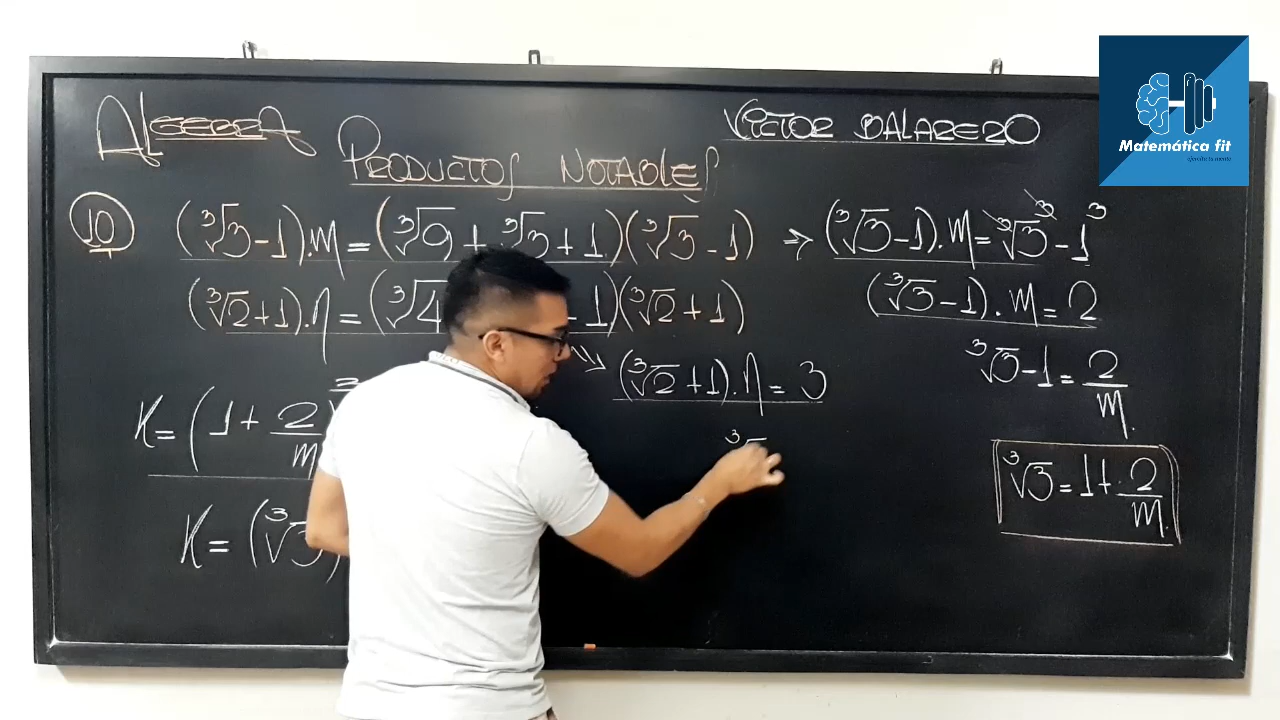 ALGEBRA
VICTOR BALAREZO
PRODUCTOS NOTABLES
Matemática fit
10
(∛3 - 1).m = (∛9 + ∛3 + 1)(∛3 - 1) ⇒ (∛3 - 1).m = ∛3³ - 1³
(∛2 + 1).n = (∛4 - 1)(∛2 + 1)
(∛3 - 1).m = 2
(∛2 + 1).n = 3
∛3 - 1 = 2/m
K = (1 + 2/m
∛3 = 1 + 2/m
K = (∛3)